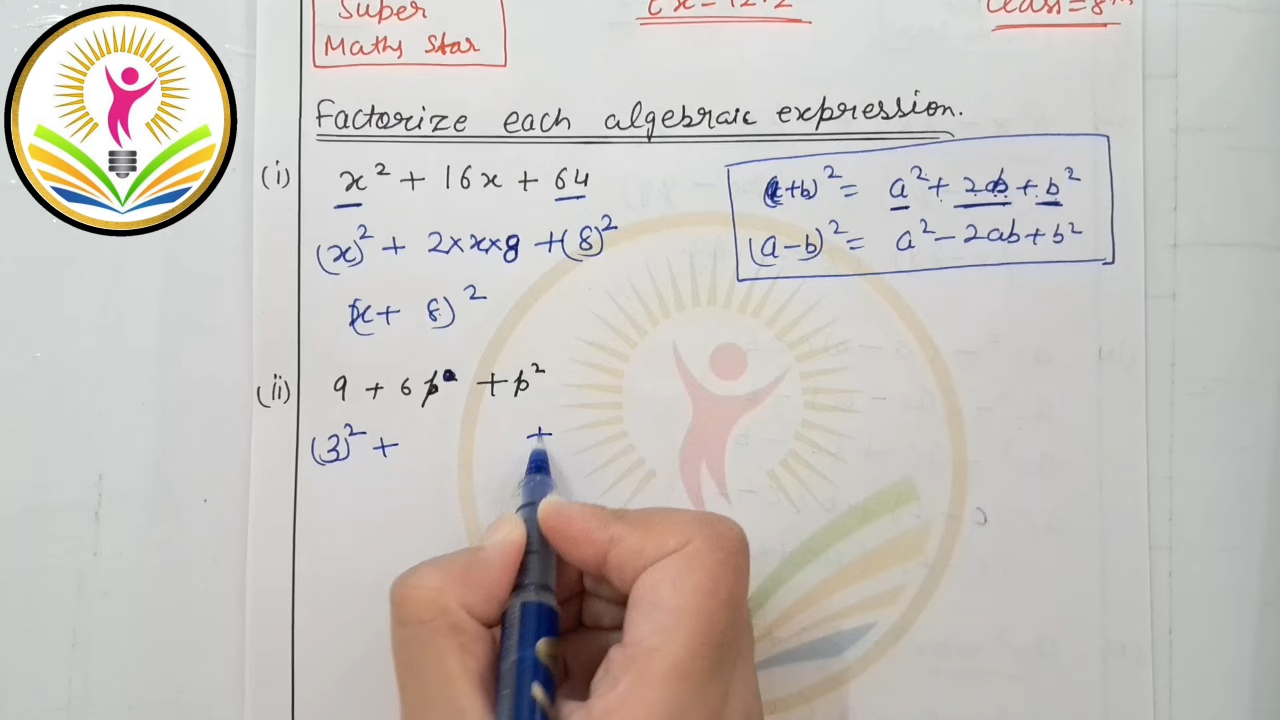 Super
Maths Star
Factorize each algebraic expression.
(i) x² + 16x + 64
(x)² + 2×x×8 +(8)²
(x+ 8)²
(a+b)² = a²+ 2ab + b²
(a-b)² = a² - 2ab + b²
(ii) 9 + 6p + p²
(3)² + +